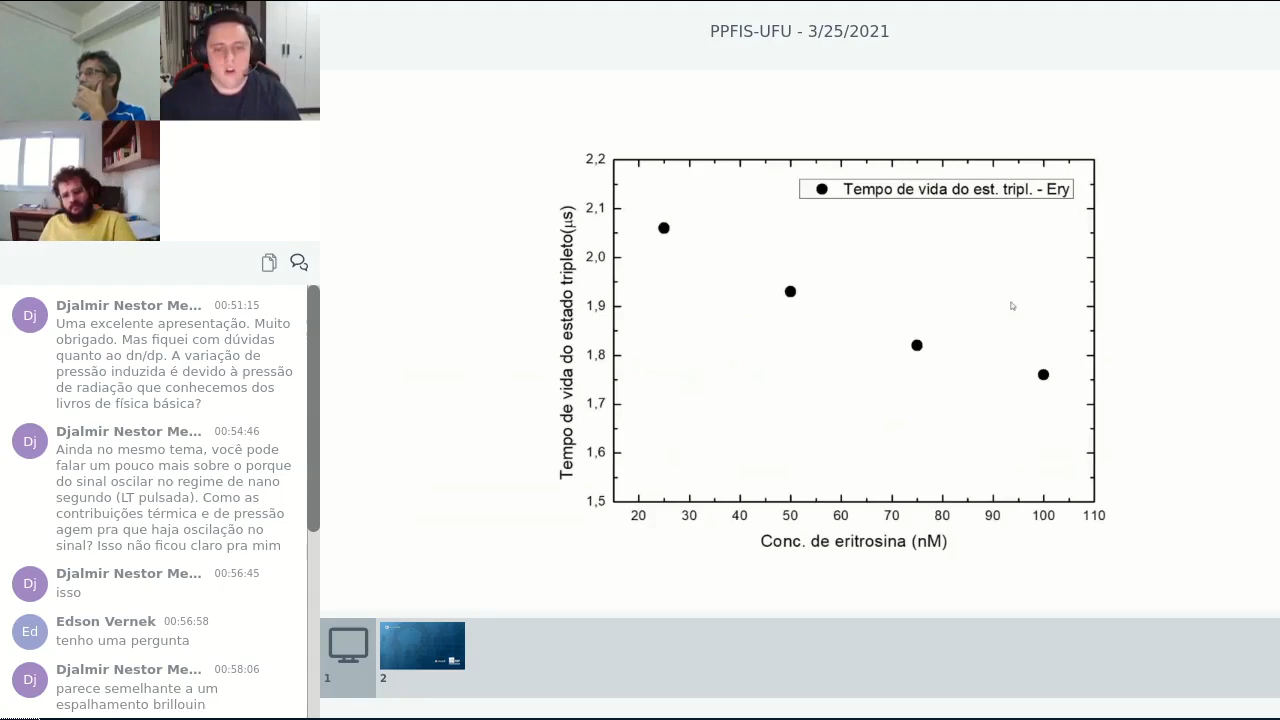 PPFIS-UFU - 3/25/2021
Dj
Djalmir Nestor Me... 00:51:15
Uma excelente apresentação. Muito
obrigado. Mas fiquei com dúvidas
quanto ao dn/dp. A variação de
pressão induzida é devido à pressão
de radiação que conhecemos dos
livros de física básica?
Dj
Djalmir Nestor Me... 00:54:46
Ainda no mesmo tema, você pode
falar um pouco mais sobre o porque
do sinal oscilar no regime de nano
segundo (LT pulsada). Como as
contribuições térmica e de pressão
agem pra que haja oscilação no
sinal? Isso não ficou claro pra mim
Dj
Djalmir Nestor Me... 00:56:45
isso
Ed
Edson Vernek 00:56:58
tenho uma pergunta
Dj
Djalmir Nestor Me... 00:58:06
parece semelhante a um
espalhamento brillouin
Tempo de vida do est. tripl. - Ery
Tempo de vida do estado tripleto(μs)
2,2
2,1
2,0
1,9
1,8
1,7
1,6
1,5
20 30 40 50 60 70 80 90 100 110
Conc. de eritrosina (nM)
1
2